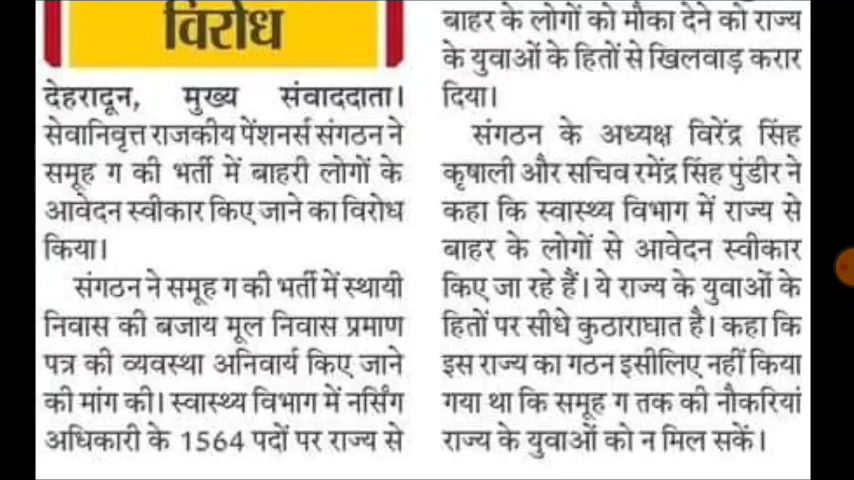 विरोध
देहरादून, मुख्य संवाददाता।
सेवानिवृत्त राजकीय पेंशनर्स संगठन ने
समूह ग की भर्ती में बाहरी लोगों के
आवेदन स्वीकार किए जाने का विरोध
किया।
संगठन ने समूह ग की भर्ती में स्थायी
निवास की बजाय मूल निवास प्रमाण
पत्र की व्यवस्था अनिवार्य किए जाने
की मांग की। स्वास्थ्य विभाग में नर्सिंग
अधिकारी के 1564 पदों पर राज्य से
बाहर के लोगों को मौका देने को राज्य
के युवाओं के हितों से खिलवाड़ करार
दिया।
संगठन के अध्यक्ष विरेंद्र सिंह
कृषाली और सचिव रमेंद्र सिंह पुंडीर ने
कहा कि स्वास्थ्य विभाग में राज्य से
बाहर के लोगों से आवेदन स्वीकार
किए जा रहे हैं। ये राज्य के युवाओं के
हितों पर सीधे कुठाराघात है। कहा कि
इस राज्य का गठन इसीलिए नहीं किया
गया था कि समूह ग तक की नौकरियां
राज्य के युवाओं को न मिल सकें।